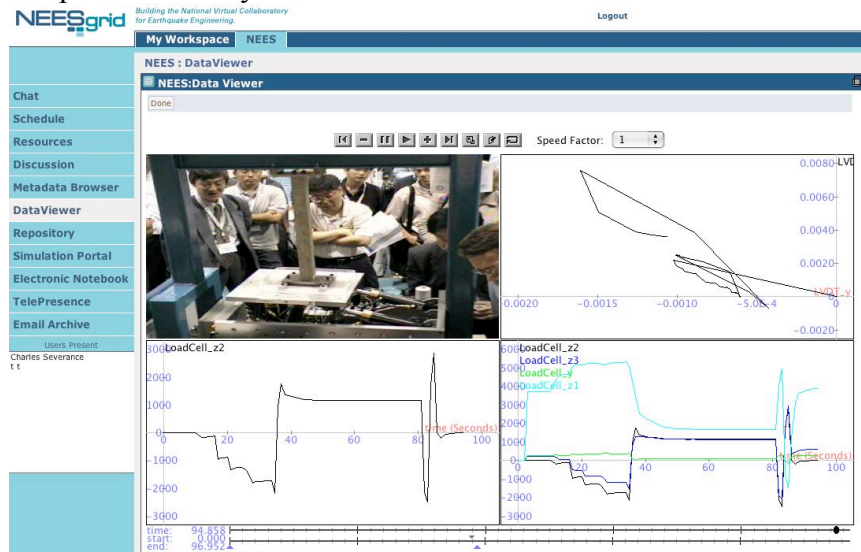 NEESgrid
Building the National Virtual Collaboratory
for Earthquake Engineering.
Logout
My Workspace
NEES
NEES : DataViewer
NEES:Data Viewer
Done
Chat
Schedule
Resources
Discussion
Metadata Browser
DataViewer
Repository
Simulation Portal
Electronic Notebook
TelePresence
Email Archive
Users Present
Charles Severance
t t
Speed Factor: 1
0.0080
0.0060
0.0040
0.0020
0.0020 -0.0015 -0.0010 -5.0E-4 0
LVDT_y
-0.0020
LoadCell_z2
3000
2000
1000
0 20 40 60 80 100
time (Seconds)
-1000
-2000
-3000
LoadCell_z2
LoadCell_z3
LoadCell_y
LoadCell_z1
6000
5000
4000
3000
2000
1000
0 20 40 60 80 100
time (Seconds)
-1000
-2000
-3000
time: 94.858
start: 0.000
end: 96.952